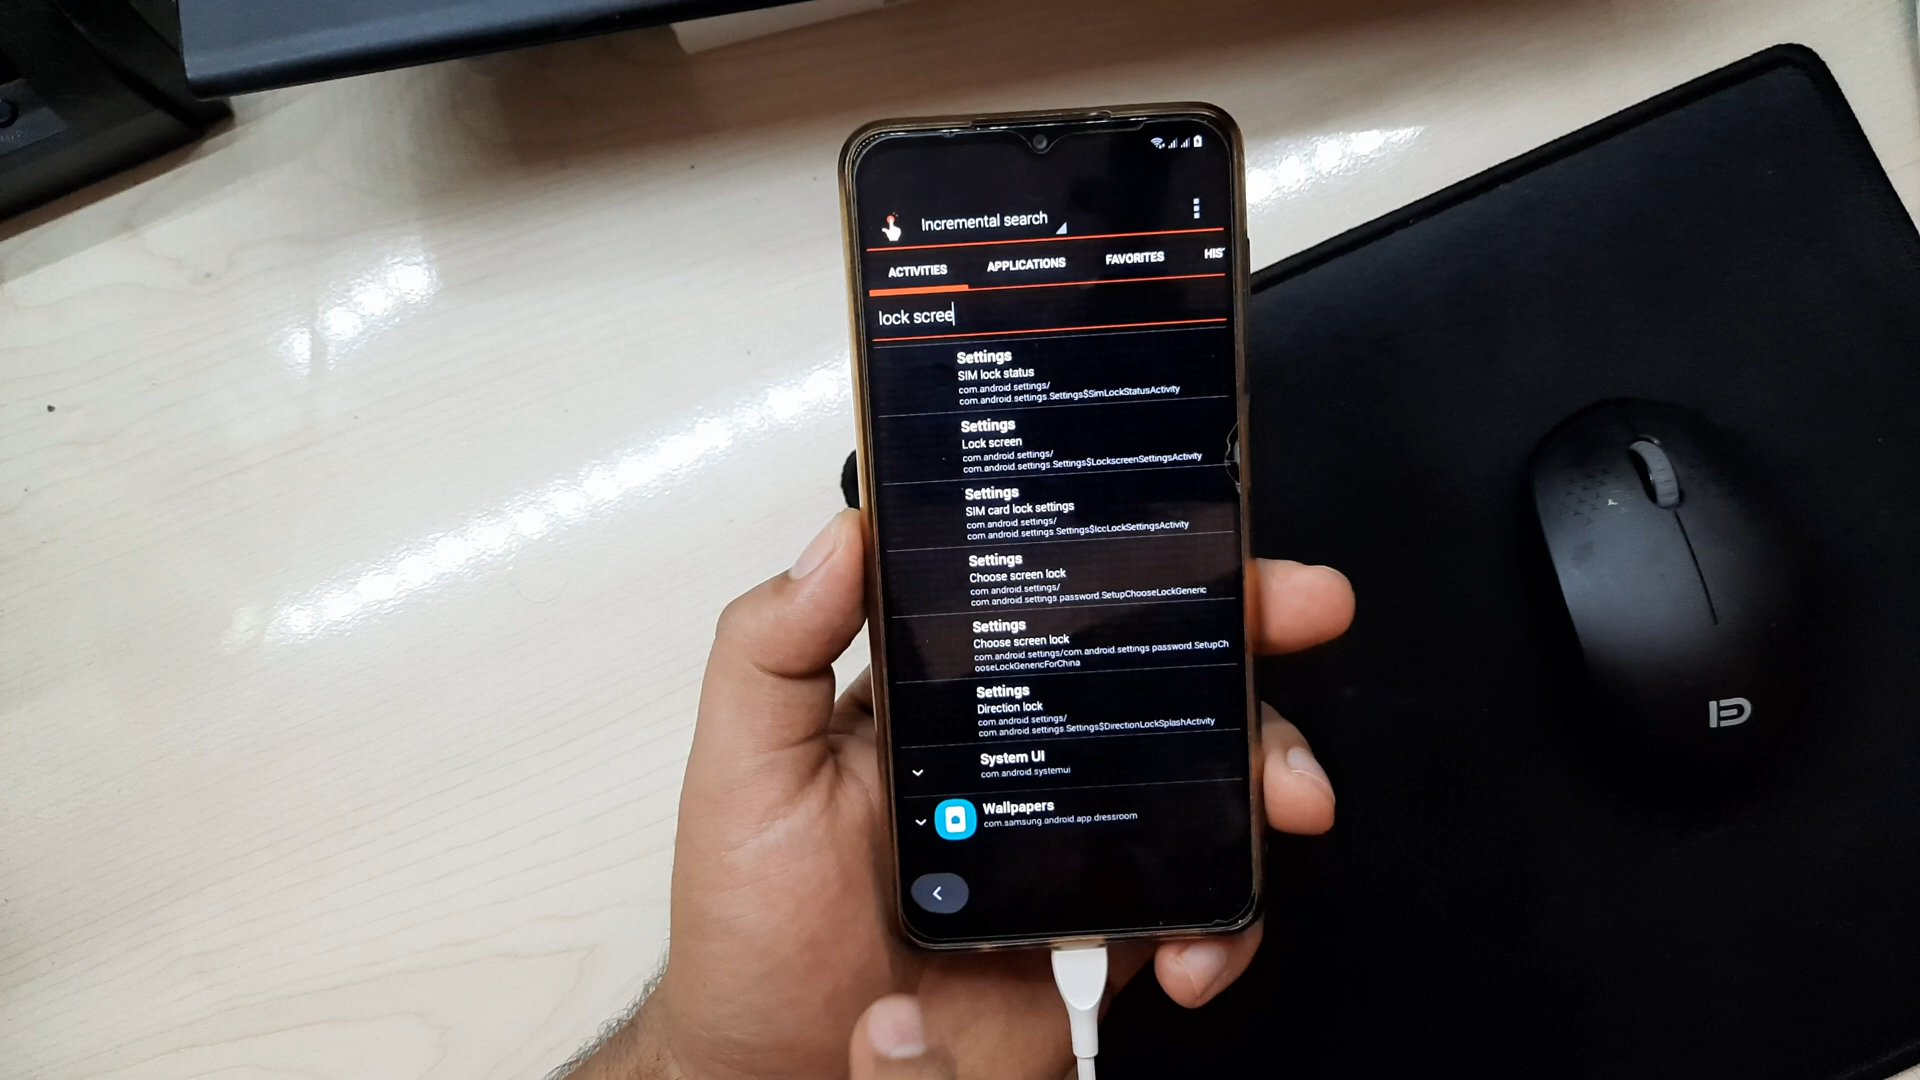 Incremental search
ACTIVITIES APPLICATIONS FAVORITES HIS
lock scree
Settings
SIM lock status
com.android.settings/
com.android.settings.Settings$SimLockStatusActivity
Settings
Lock screen
com.android.settings/
com.android.settings.Settings$LockscreenSettingsActivity
Settings
SIM card lock settings
com.android.settings/
com.android.settings.Settings$IccLockSettingsActivity
Settings
Choose screen lock
com.android.settings/
com.android.settings.password.SetupChooseLockGeneric
Settings
Choose screen lock
com.android.settings/com.android.settings.password.SetupCh
ooseLockGenericForChina
Settings
Direction lock
com.android.settings/
com.android.settings.Settings$DirectionLockSplashActivity
System UI
com.android.systemui
Wallpapers
com.samsung.android.app.dressroom